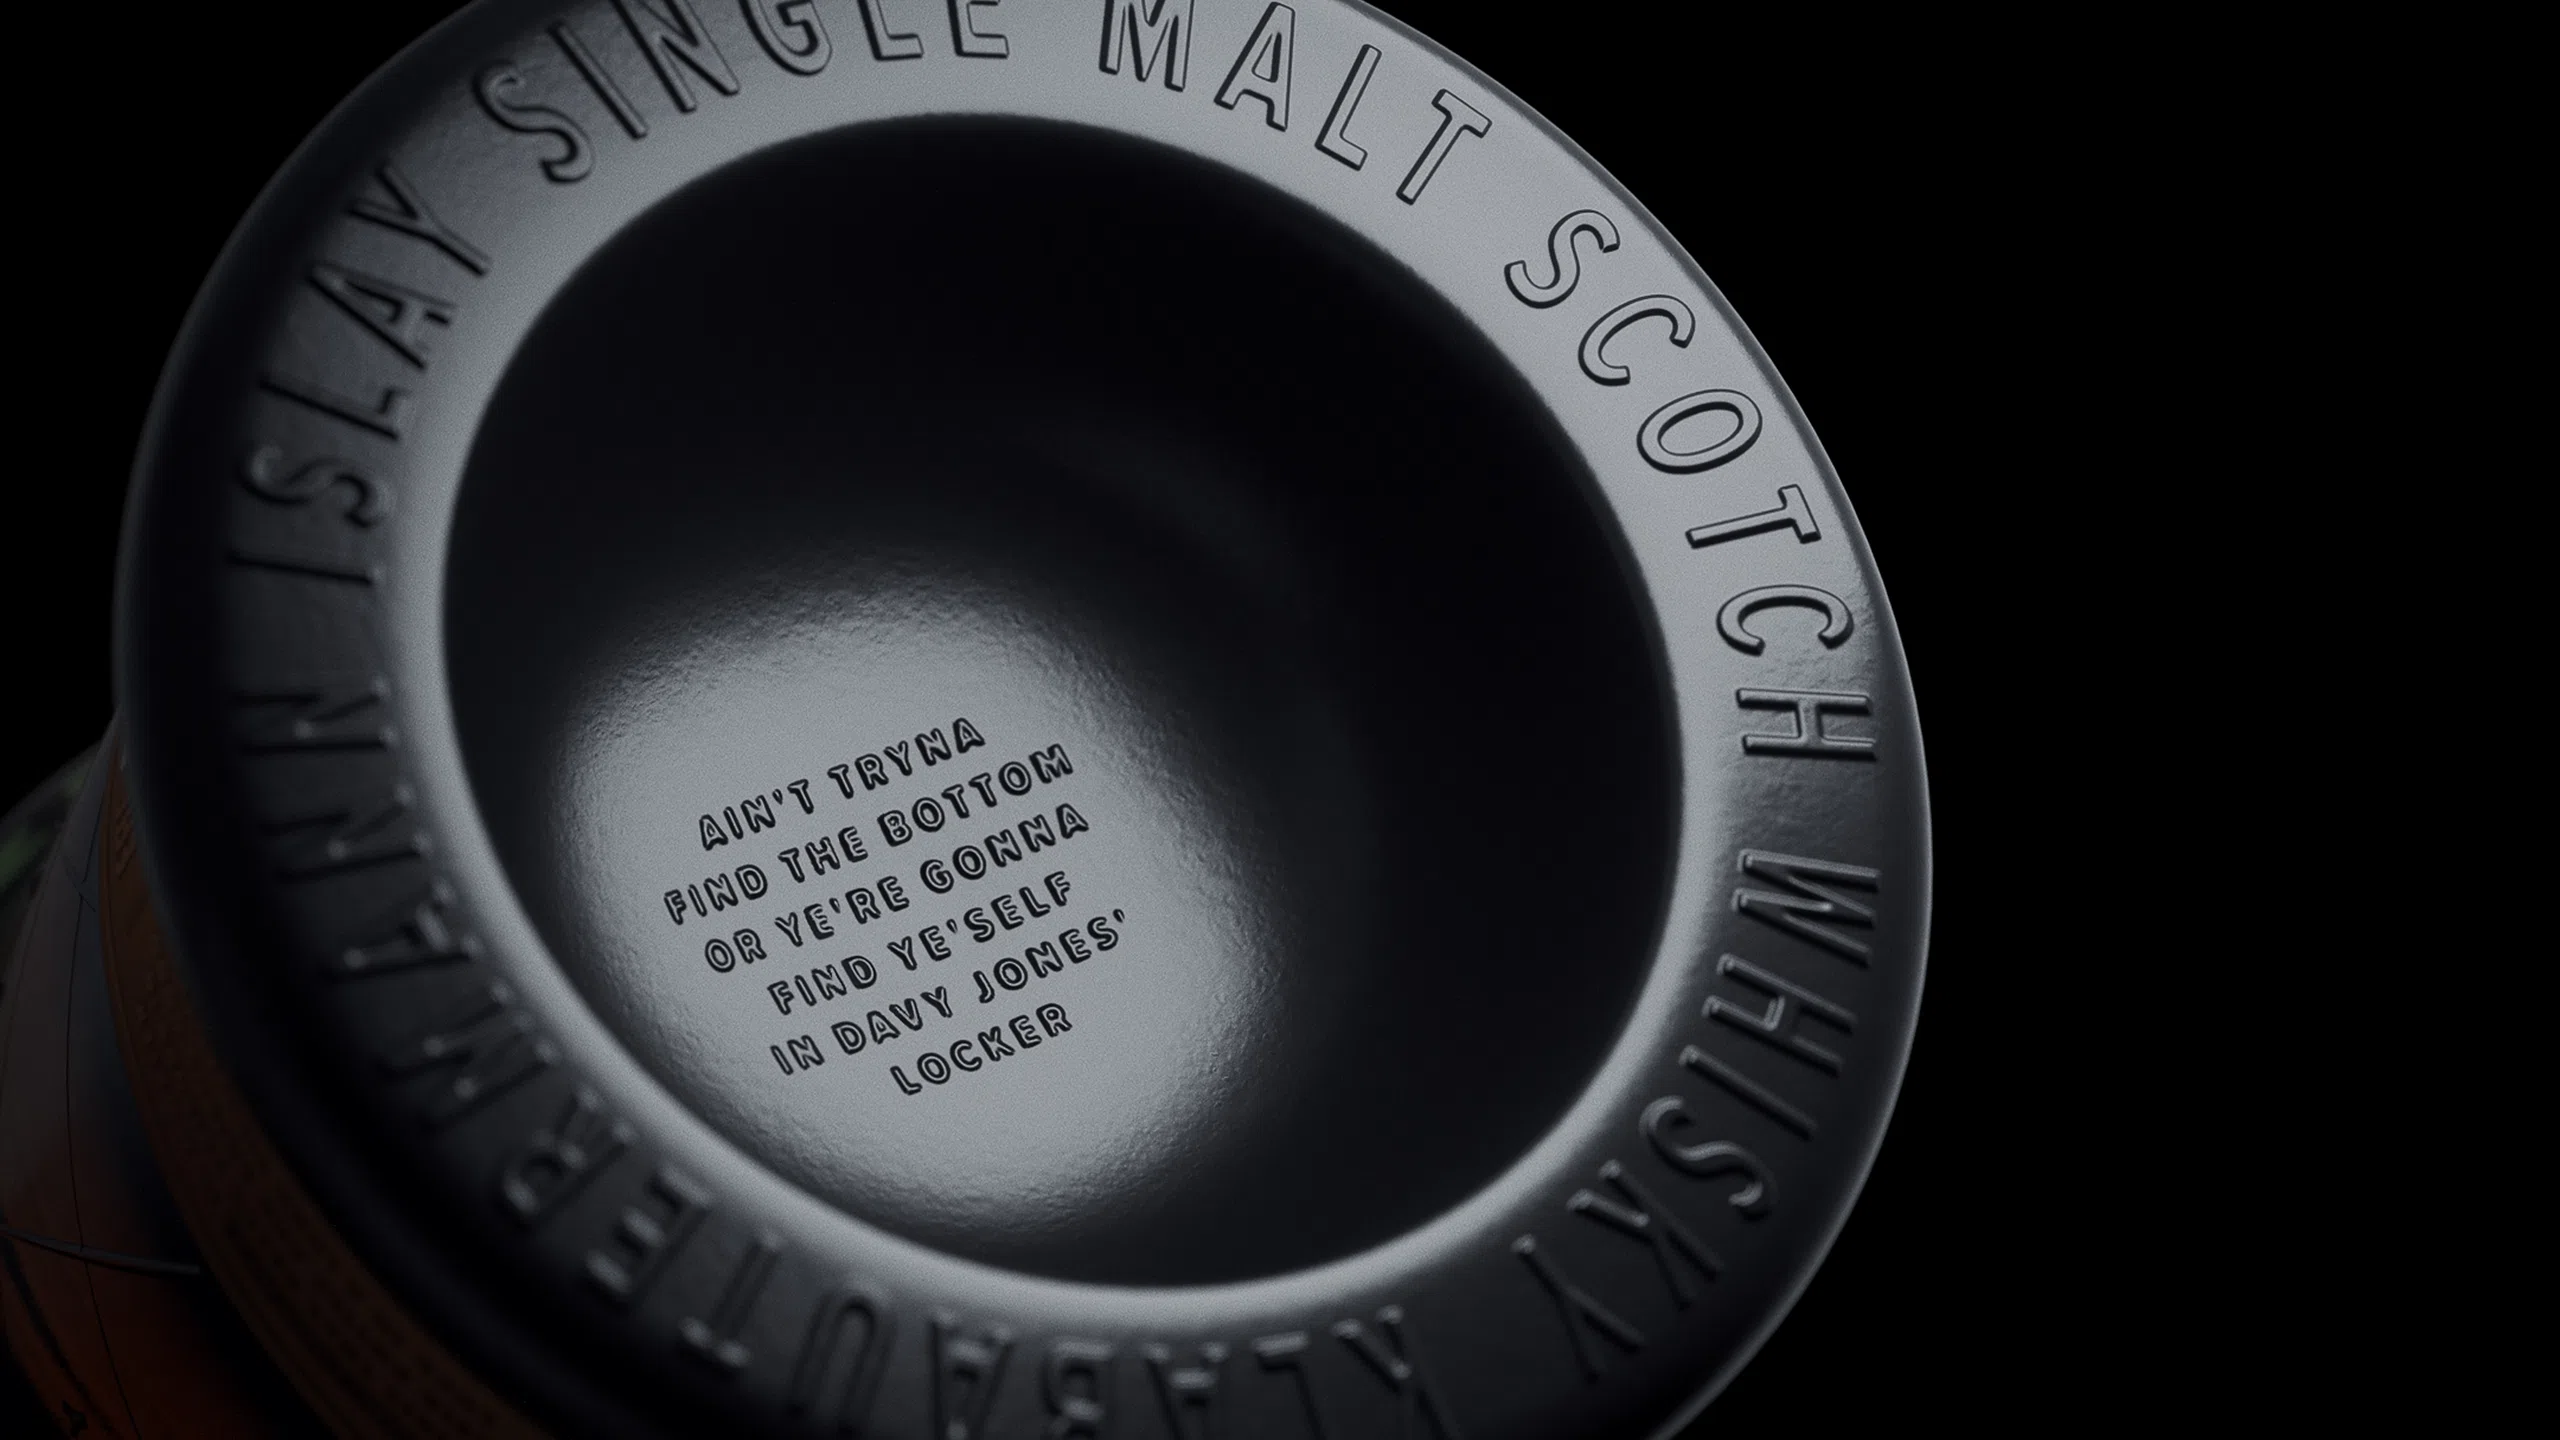 ISLAY SINGLE MALT SCOTCH WHISKY KLABAUTERMANN
AIN'T TRYNA
FIND THE BOTTOM
OR YE'RE GONNA
FIND YE'SELF
IN DAVY JONES'
LOCKER